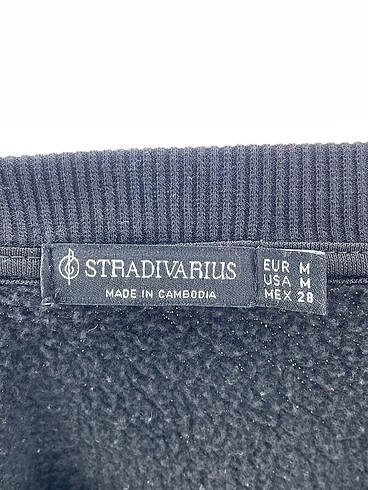 STRADIVARIUS
MADE IN CAMBODIA
EUR M
USA M
MEX 28